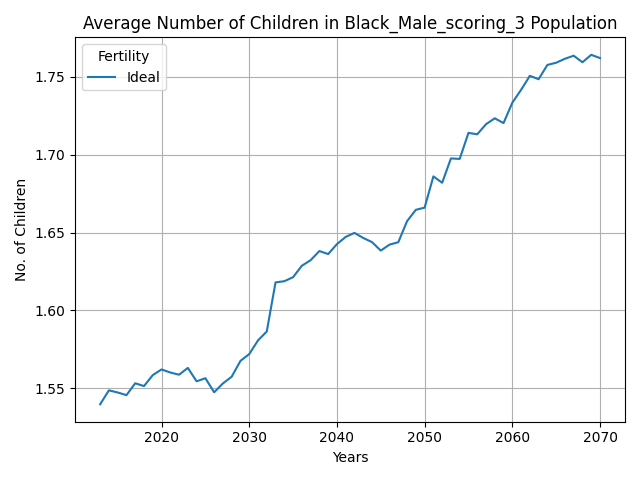 Average Number of Children in Black_Male_scoring_3 Population
Fertility
Ideal
No. of Children
1.75
1.70
1.65
1.60
1.55
2020 2030 2040 2050 2060 2070
Years